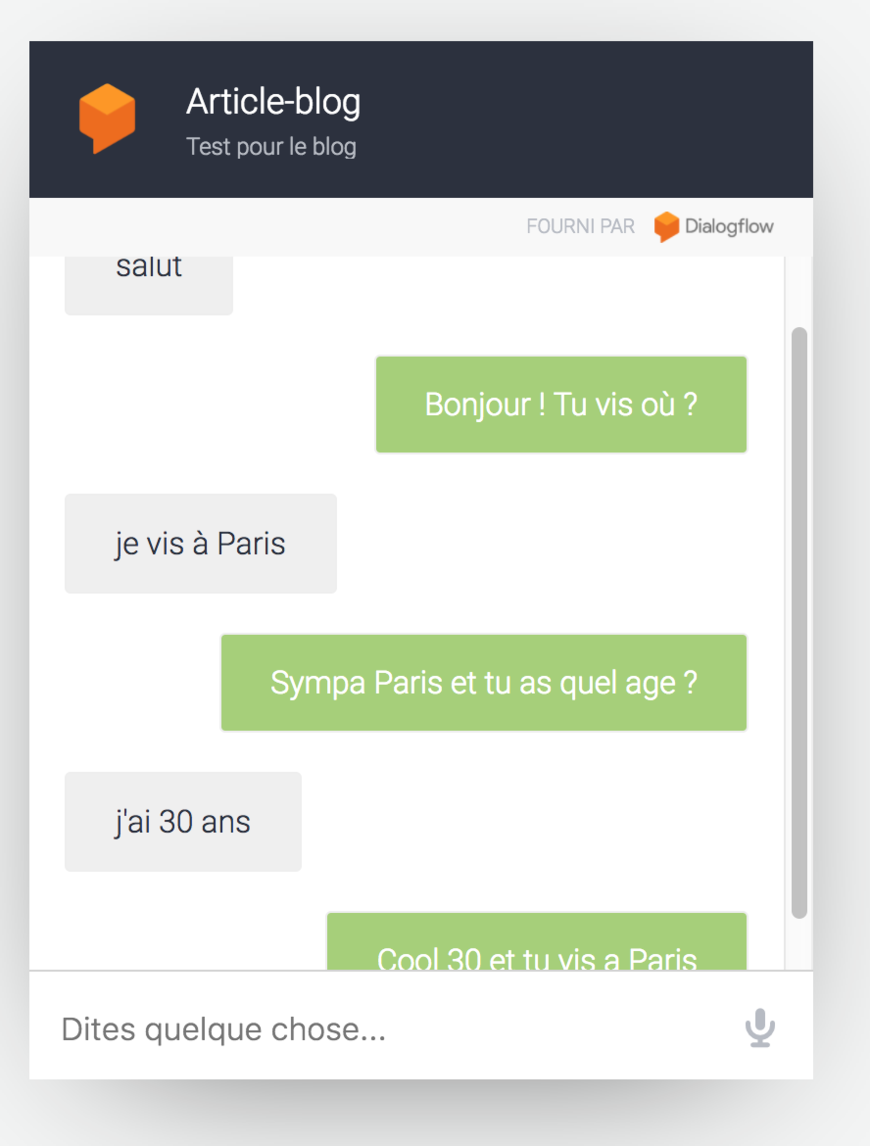 Article-blog
Test pour le blog
FOURNI PAR Dialogflow
salut
Bonjour ! Tu vis où ?
je vis à Paris
Sympa Paris et tu as quel age ?
j'ai 30 ans
Cool 30 et tu vis a Paris
Dites quelque chose...